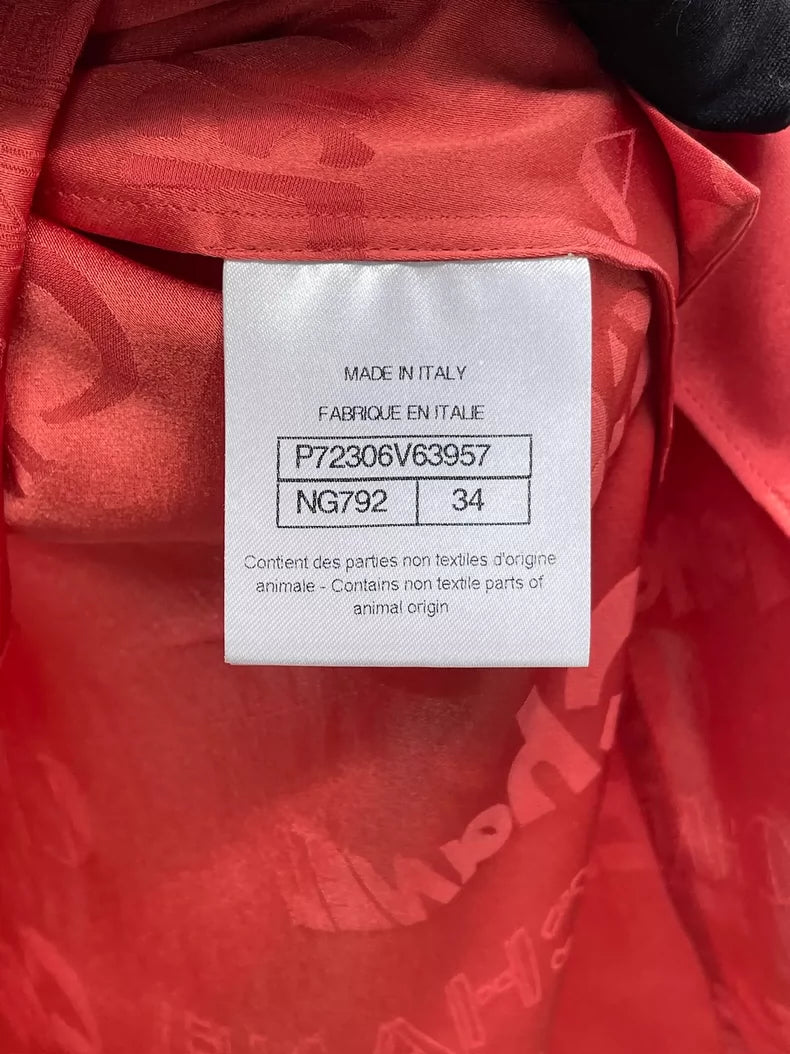 MADE IN ITALY
FABRIQUE EN ITALIE
P72306V63957
NG792 34
Contient des parties non textiles d'origine
animale - Contains non textile parts of
animal origin